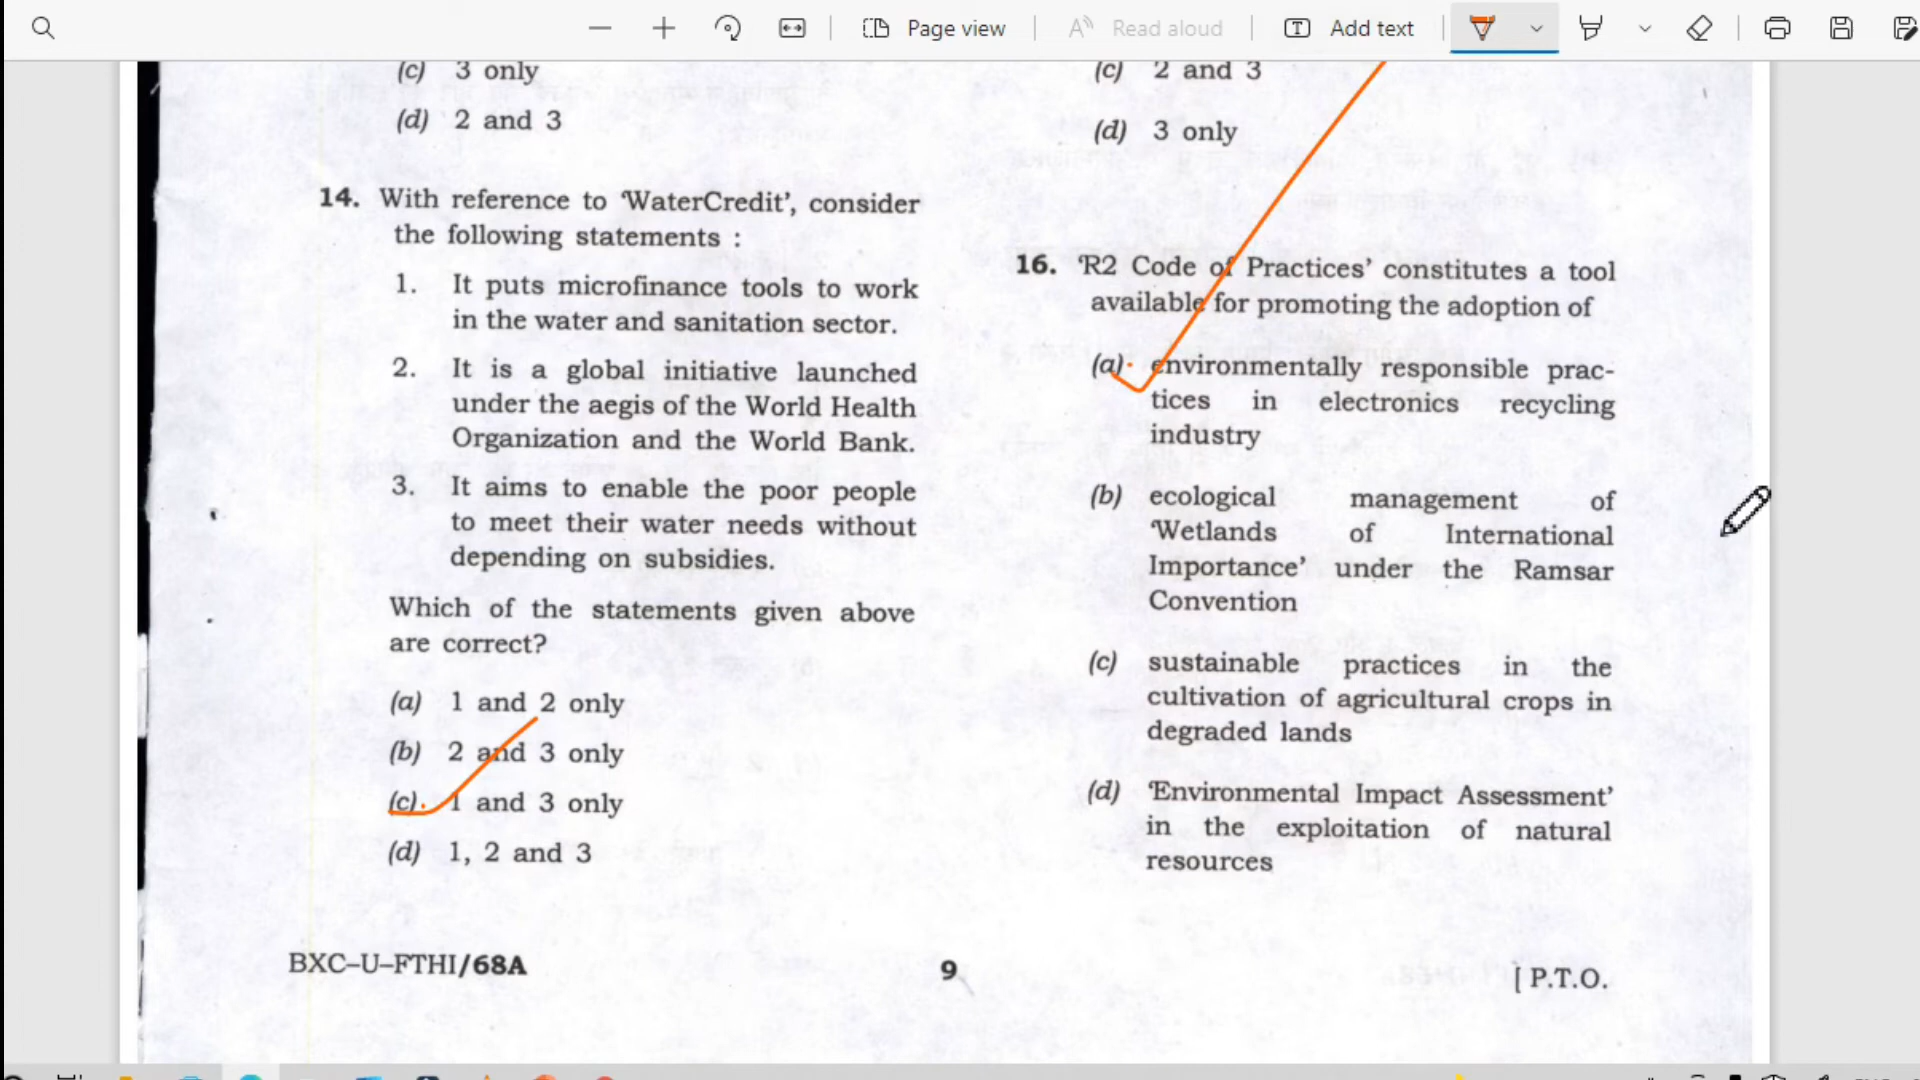 Page view
Read aloud
Add text
(c) 3 only
(d) 2 and 3
14. With reference to 'WaterCredit', consider
the following statements :
1. It puts microfinance tools to work
in the water and sanitation sector.
2. It is a global initiative launched
under the aegis of the World Health
Organization and the World Bank.
3. It aims to enable the poor people
to meet their water needs without
depending on subsidies.
Which of the statements given above
are correct?
(a) 1 and 2 only
(b) 2 and 3 only
(c) 1 and 3 only
(d) 1, 2 and 3
(c) 2 and 3
(d) 3 only
16. 'R2 Code of Practices' constitutes a tool
available for promoting the adoption of
(a) environmentally responsible prac-
tices in electronics recycling
industry
(b) ecological management of
'Wetlands of International
Importance' under the Ramsar
Convention
(c) sustainable practices in the
cultivation of agricultural crops in
degraded lands
(d) 'Environmental Impact Assessment'
in the exploitation of natural
resources
BXC–U–FTHI/68A
9
[ P.T.O.